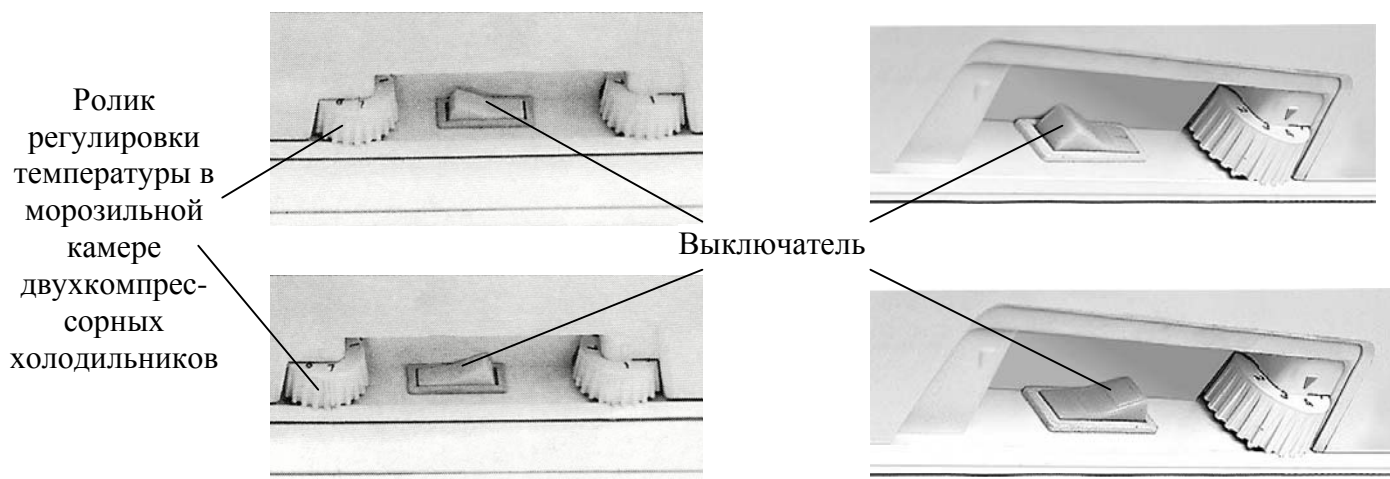 Ролик
регулировки
температуры в
морозильной
камере
двухкомпрес-
сорных
холодильников
Выключатель